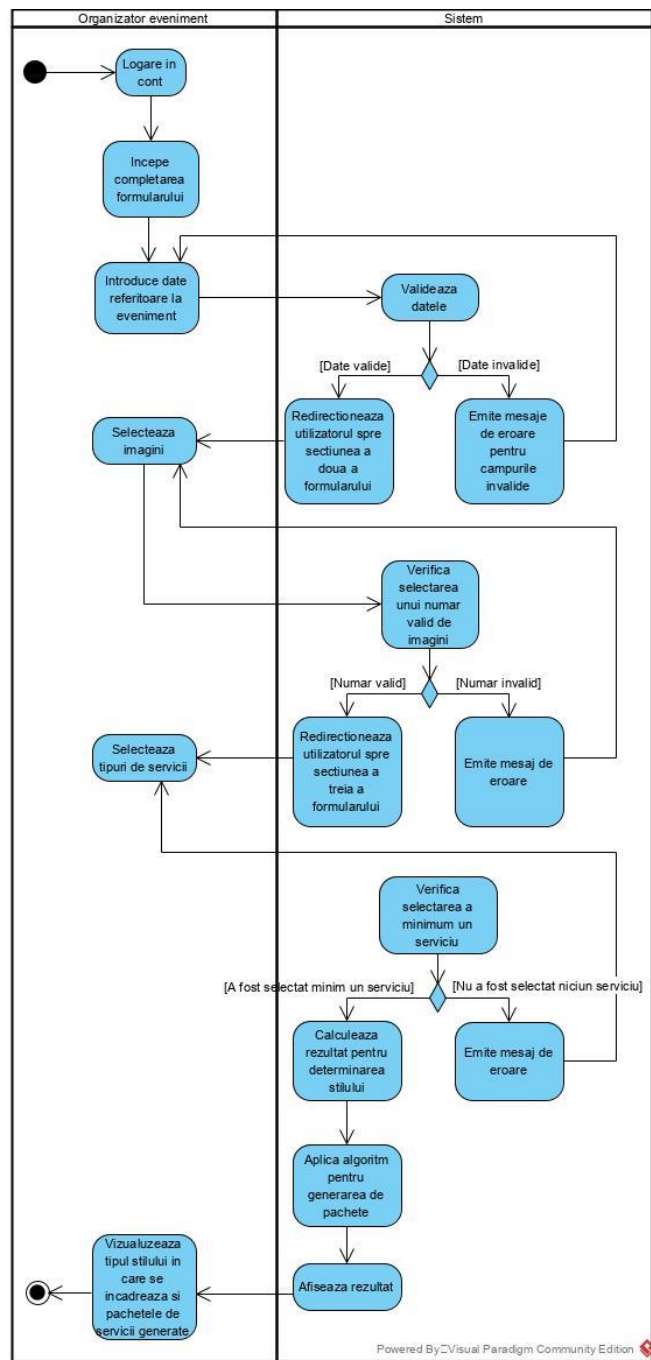 Organizator eveniment
Sistem
Logare in
cont
Incepe
completarea
formularului
Introduce date
referitoare la
eveniment
Valideaza
datele
[Date valide]
[Date invalide]
Redirectioneaza
utilizatorul spre
sectiunea a
doua a
formularului
Emite mesaje
de eroare
pentru
campurile
invalide
Selecteaza
imagini
Verifica
selectarea
unui numar
valid de
imagini
[Numar valid]
[Numar invalid]
Redirectioneaza
utilizatorul spre
sectiunea a
treia a
formularului
Emite mesaj de
eroare
Selecteaza
tipuri de servicii
Verifica
selectarea a
minimum un
serviciu
[A fost selectat minim un serviciu]
[Nu a fost selectat niciun serviciu]
Calculeaza
rezultat pentru
determinarea
stilului
Emite mesaj de
eroare
Aplica algoritm
pentru
generarea de
pachete
Afiseaza rezultat
Vizualuzeaza
tipul stilului in
care se
incadreaza si
pachetele de
servicii generate
Powered By Visual Paradigm Community Edition